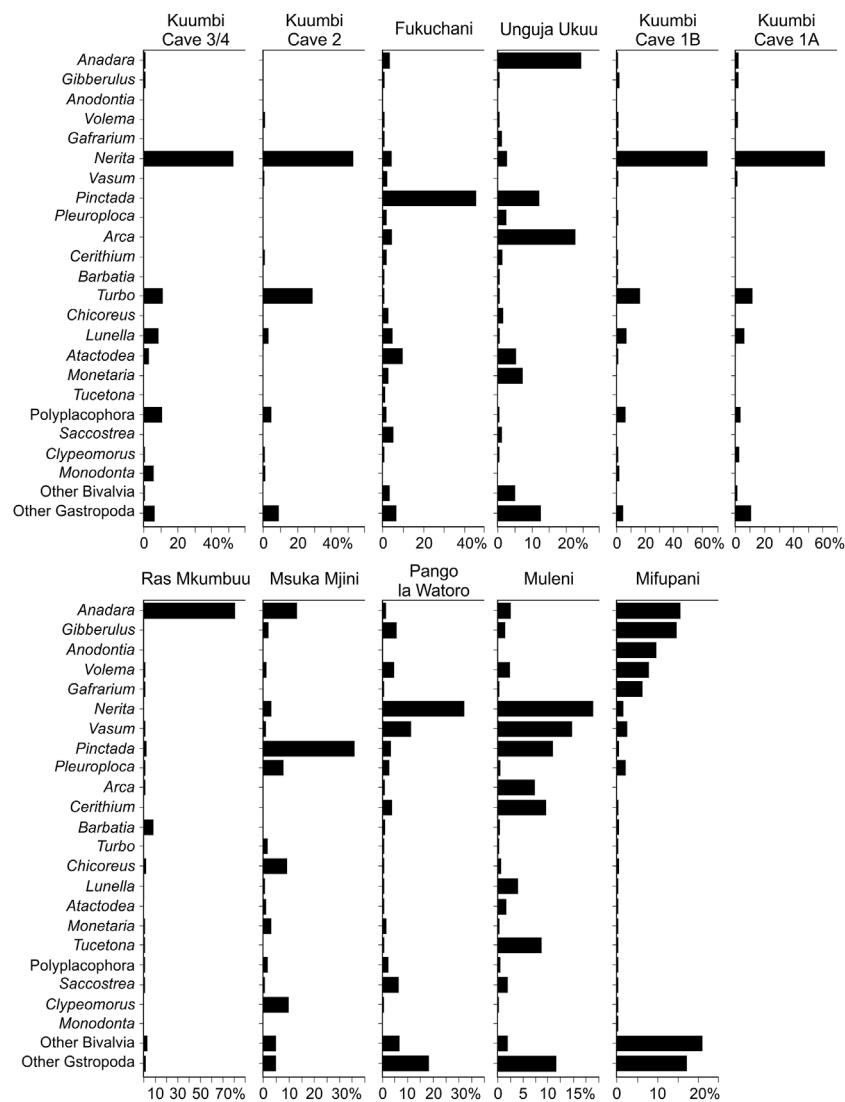 Kuumbi
Cave 3/4
Kuumbi
Cave 2
Fukuchani
Unguja Ukuu
Kuumbi
Cave 1B
Kuumbi
Cave 1A
Anadara
Gibberulus
Anodontia
Volema
Gafrarium
Nerita
Vasum
Pinctada
Pleuroploca
Arca
Cerithium
Barbatia
Turbo
Chicoreus
Lunella
Atactodea
Monetaria
Tucetona
Polyplacophora
Saccostrea
Clypeomorus
Monodonta
Other Bivalvia
Other Gastropoda
0 20 40%
0 20 40%
0 20 40%
0 10 20%
0 20 40 60%
0 20 40 60%
Ras Mkumbuu
Msuka Mjini
Pango
la Watoro
Muleni
Mifupani
Anadara
Gibberulus
Anodontia
Volema
Gafrarium
Nerita
Vasum
Pinctada
Pleuroploca
Arca
Cerithium
Barbatia
Turbo
Chicoreus
Lunella
Atactodea
Monetaria
Tucetona
Polyplacophora
Saccostrea
Clypeomorus
Monodonta
Other Bivalvia
Other Gstropoda
10 30 70%
0 10 20 30%
0 10 20 30%
0 5 15%
0 10 20%